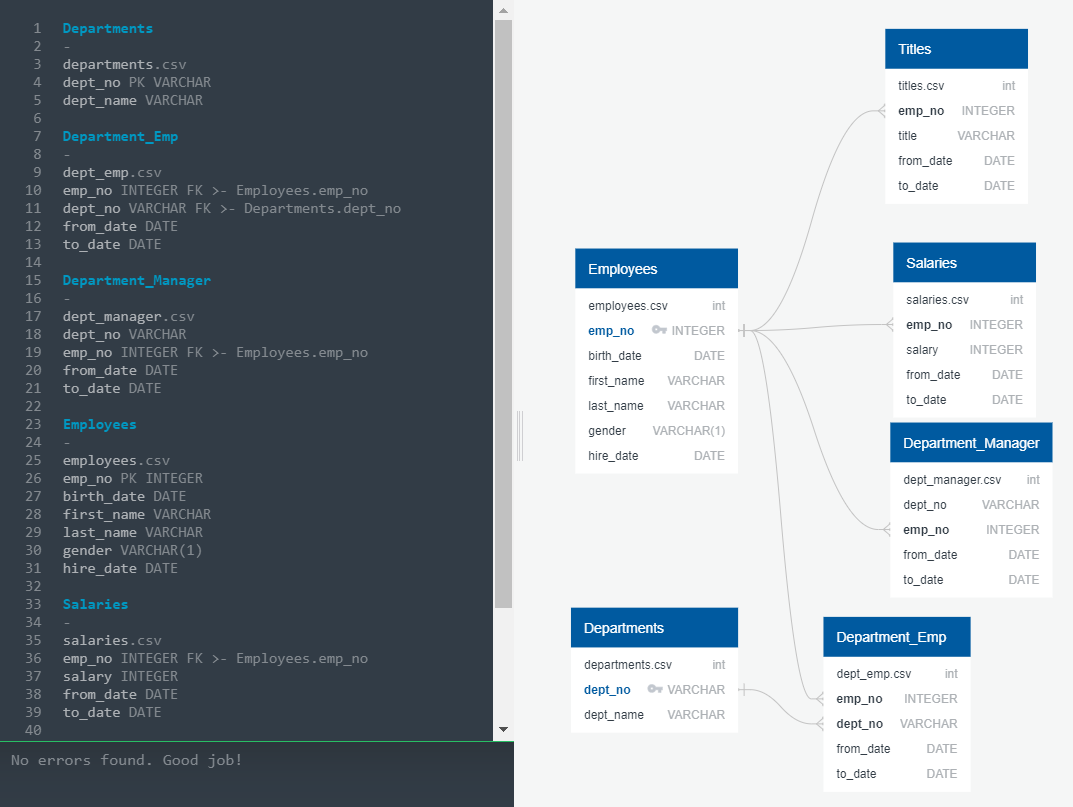 1 Departments
2 -
3 departments.csv
4 dept_no PK VARCHAR
5 dept_name VARCHAR
6
7 Department_Emp
8 -
9 dept_emp.csv
10 emp_no INTEGER FK >- Employees.emp_no
11 dept_no VARCHAR FK >- Departments.dept_no
12 from_date DATE
13 to_date DATE
14
15 Department_Manager
16 -
17 dept_manager.csv
18 dept_no VARCHAR
19 emp_no INTEGER FK >- Employees.emp_no
20 from_date DATE
21 to_date DATE
22
23 Employees
24 -
25 employees.csv
26 emp_no PK INTEGER
27 birth_date DATE
28 first_name VARCHAR
29 last_name VARCHAR
30 gender VARCHAR(1)
31 hire_date DATE
32
33 Salaries
34 -
35 salaries.csv
36 emp_no INTEGER FK >- Employees.emp_no
37 salary INTEGER
38 from_date DATE
39 to_date DATE
40
No errors found. Good job!
Titles
titles.csv int
emp_no INTEGER
title VARCHAR
from_date DATE
to_date DATE
Employees
employees.csv int
emp_no INTEGER
birth_date DATE
first_name VARCHAR
last_name VARCHAR
gender VARCHAR(1)
hire_date DATE
Salaries
salaries.csv int
emp_no INTEGER
salary INTEGER
from_date DATE
to_date DATE
Department_Manager
dept_manager.csv int
dept_no VARCHAR
emp_no INTEGER
from_date DATE
to_date DATE
Departments
departments.csv int
dept_no VARCHAR
dept_name VARCHAR
Department_Emp
dept_emp.csv int
emp_no INTEGER
dept_no VARCHAR
from_date DATE
to_date DATE